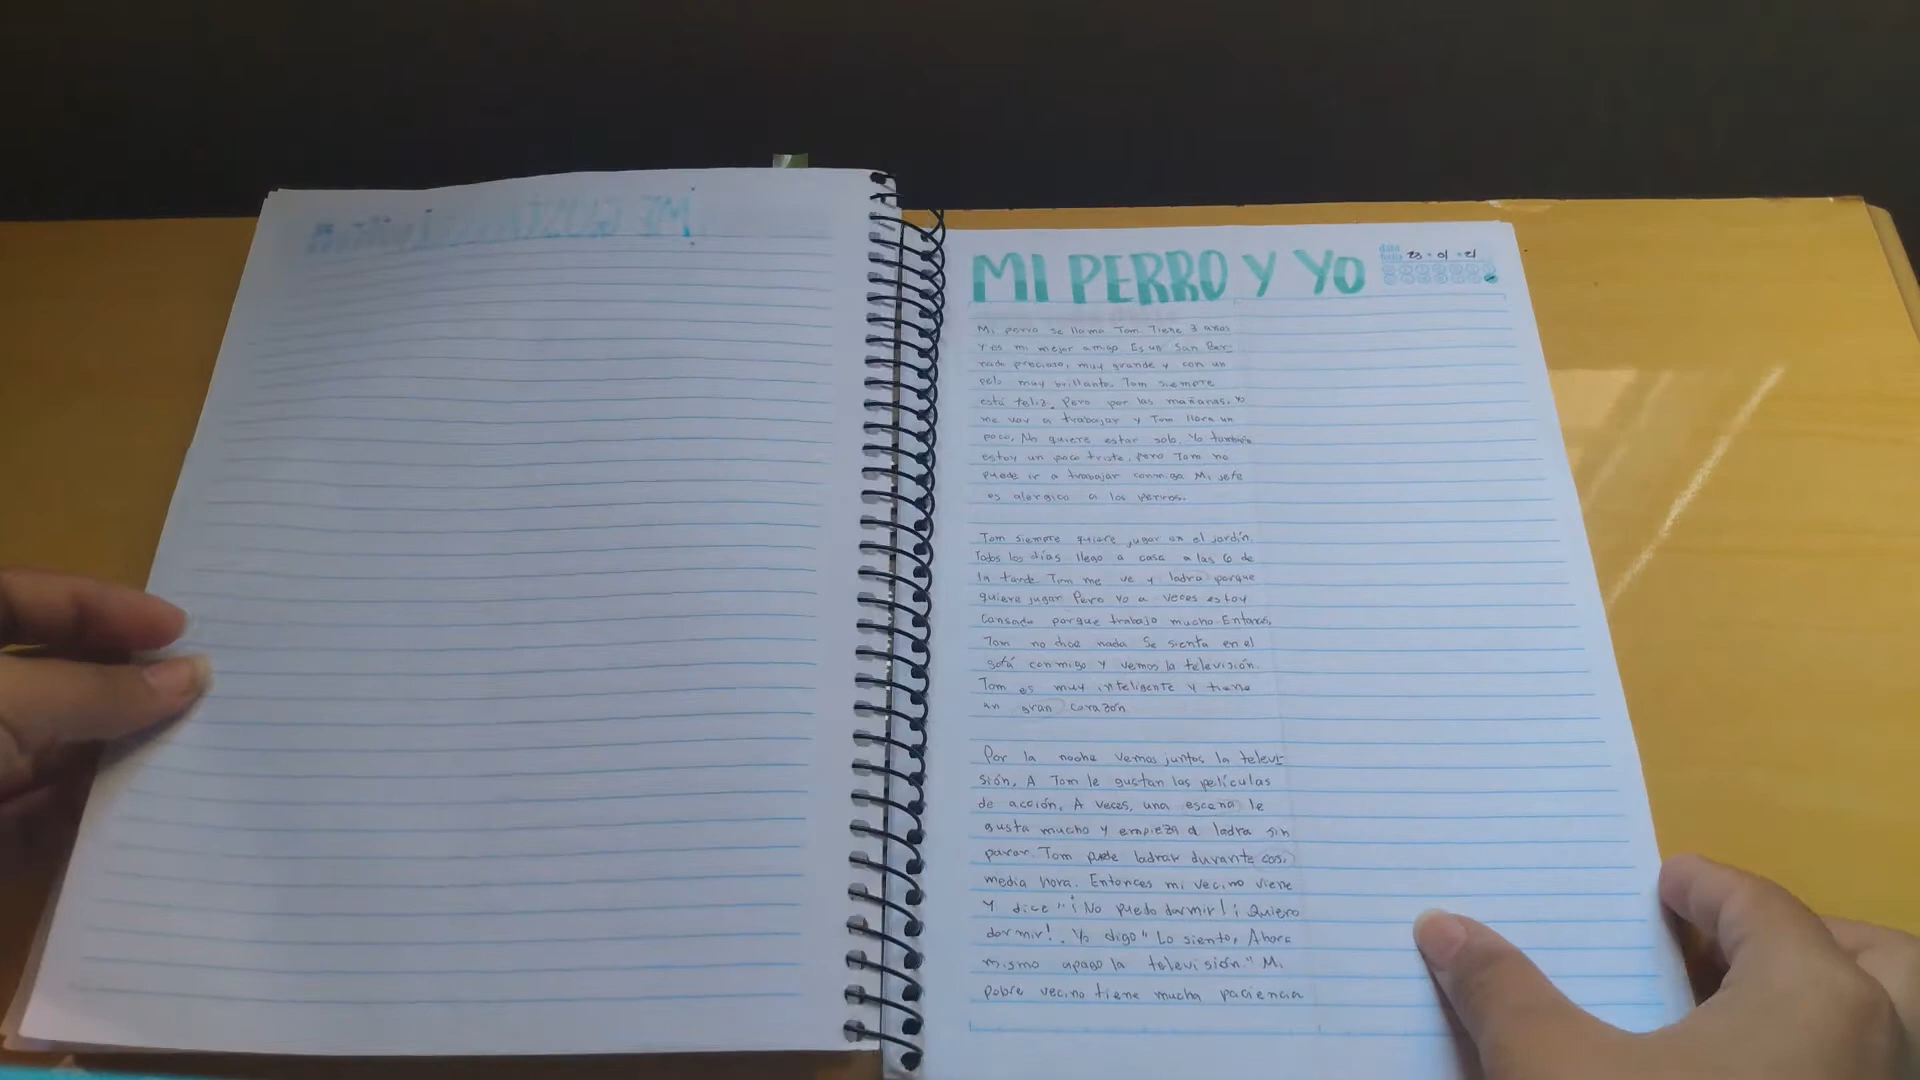 MI PERRO Y YO
data
fecha
23 · 01 · 21
Mi perro se llama Tom Tiene 3 años
Y es mi mejor amigo. Es un San Ber-
nado precioso, muy grande y con un
pelo muy brillante. Tom siempre
está feliz. Pero por las mañanas, yo
me voy a trabajar y Tom llora un
poco, No quiere estar solo. Yo también
estoy un poco triste, pero Tom no
puede ir a trabajar conmigo Mi jefe
es alergico a los perros.
Tom siempre quiere jugar en el jardín.
Todos los días llego a casa a las 6 de
la tarde Tom me ve y ladra porque
quiere jugar Pero yo a veces estoy
Cansado porque trabajo mucho. Entonces,
Tom no dice nada Se sienta en el
sofá conmigo y vemos la televisión.
Tom es muy inteligente y tiene
un gran corazón
Por la noche vemos juntos la televi-
sión, A Tom le gustan las películas
de acción, A veces, una escena le
gusta mucho y empieza a ladra sin
parar. Tom puede ladrar durante casi
media hora. Entonces mi vecino viene
Y dice "¡No puedo dormir! ¡Quiero
dormir!. Yo digo "Lo siento, Ahora
mismo apago la televisión." Mi
pobre vecino tiene mucha paciencia